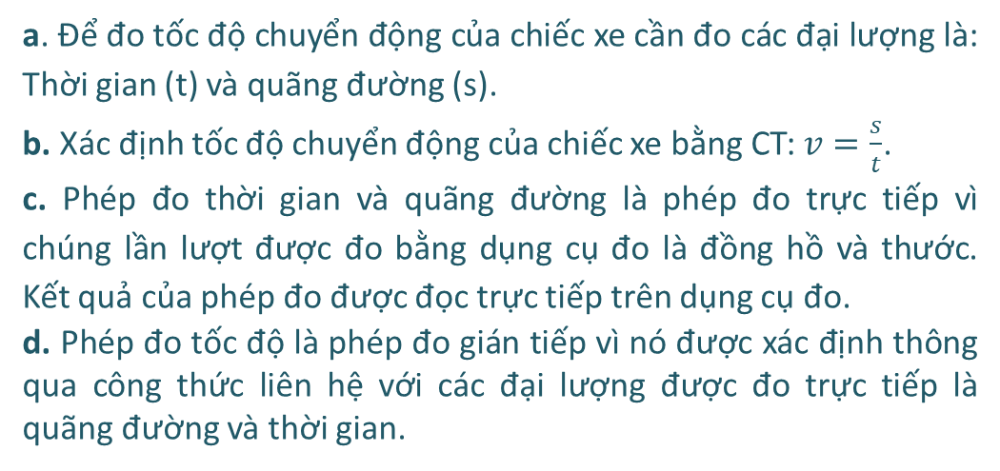 a. Để đo tốc độ chuyển động của chiếc xe cần đo các đại lượng là:
Thời gian (t) và quãng đường (s).
b. Xác định tốc độ chuyển động của chiếc xe bằng CT: v = s/t.
c. Phép đo thời gian và quãng đường là phép đo trực tiếp vì
chúng lần lượt được đo bằng dụng cụ đo là đồng hồ và thước.
Kết quả của phép đo được đọc trực tiếp trên dụng cụ đo.
d. Phép đo tốc độ là phép đo gián tiếp vì nó được xác định thông
qua công thức liên hệ với các đại lượng được đo trực tiếp là
quãng đường và thời gian.